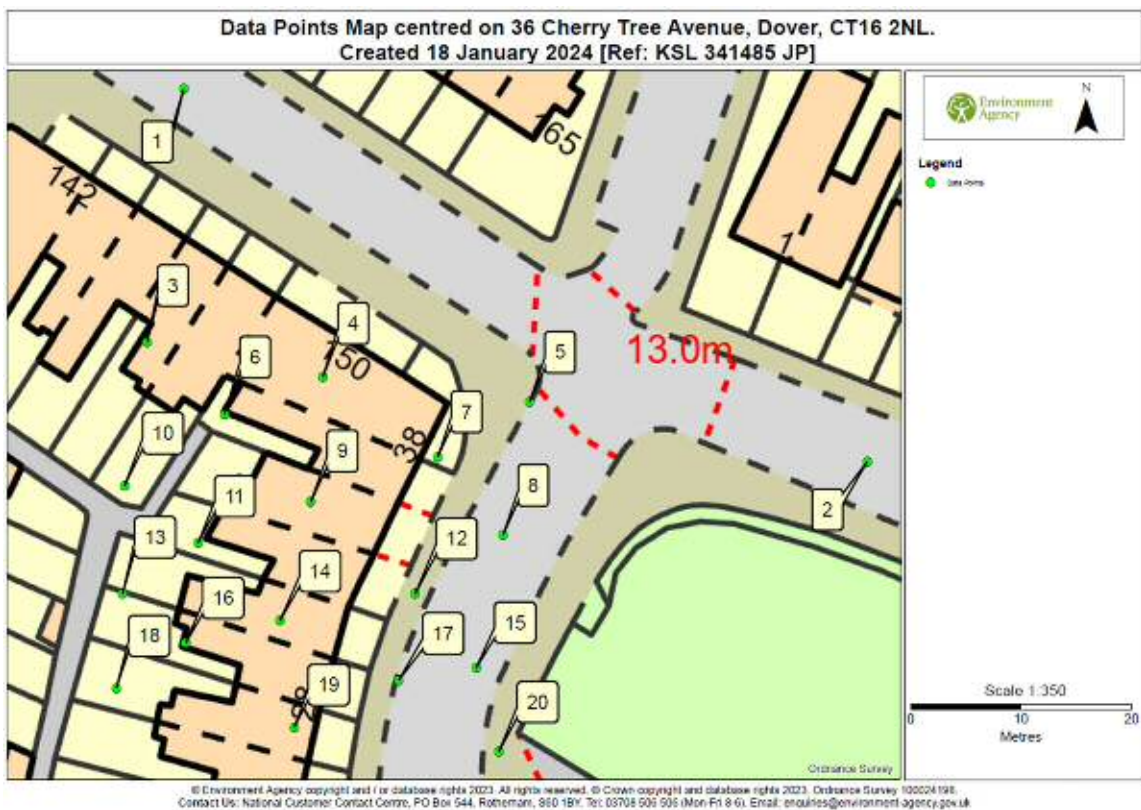 Data Points Map centred on 36 Cherry Tree Avenue, Dover, CT16 2NL.
Created 18 January 2024 [Ref: KSL 341485 JP]
1
165
142
3
4
150
6
5
13.0m
1
7
38
10
9
11
8
2
13
12
14
16
18
17
15
19
20
Ordnance Survey
Environment
Agency
N
Legend
Data Points
Scale 1:350
0 10 20
Metres
© Environment Agency copyright and / or database rights 2023. All rights reserved. © Crown copyright and database rights 2023. Ordnance Survey 100024198.
Contact Us: National Customer Contact Centre, PO Box 544, Rotherham, S60 1BY. Tel: 03708 506 506 (Mon-Fri 8-6). Email: enquiries@environment-agency.gov.uk